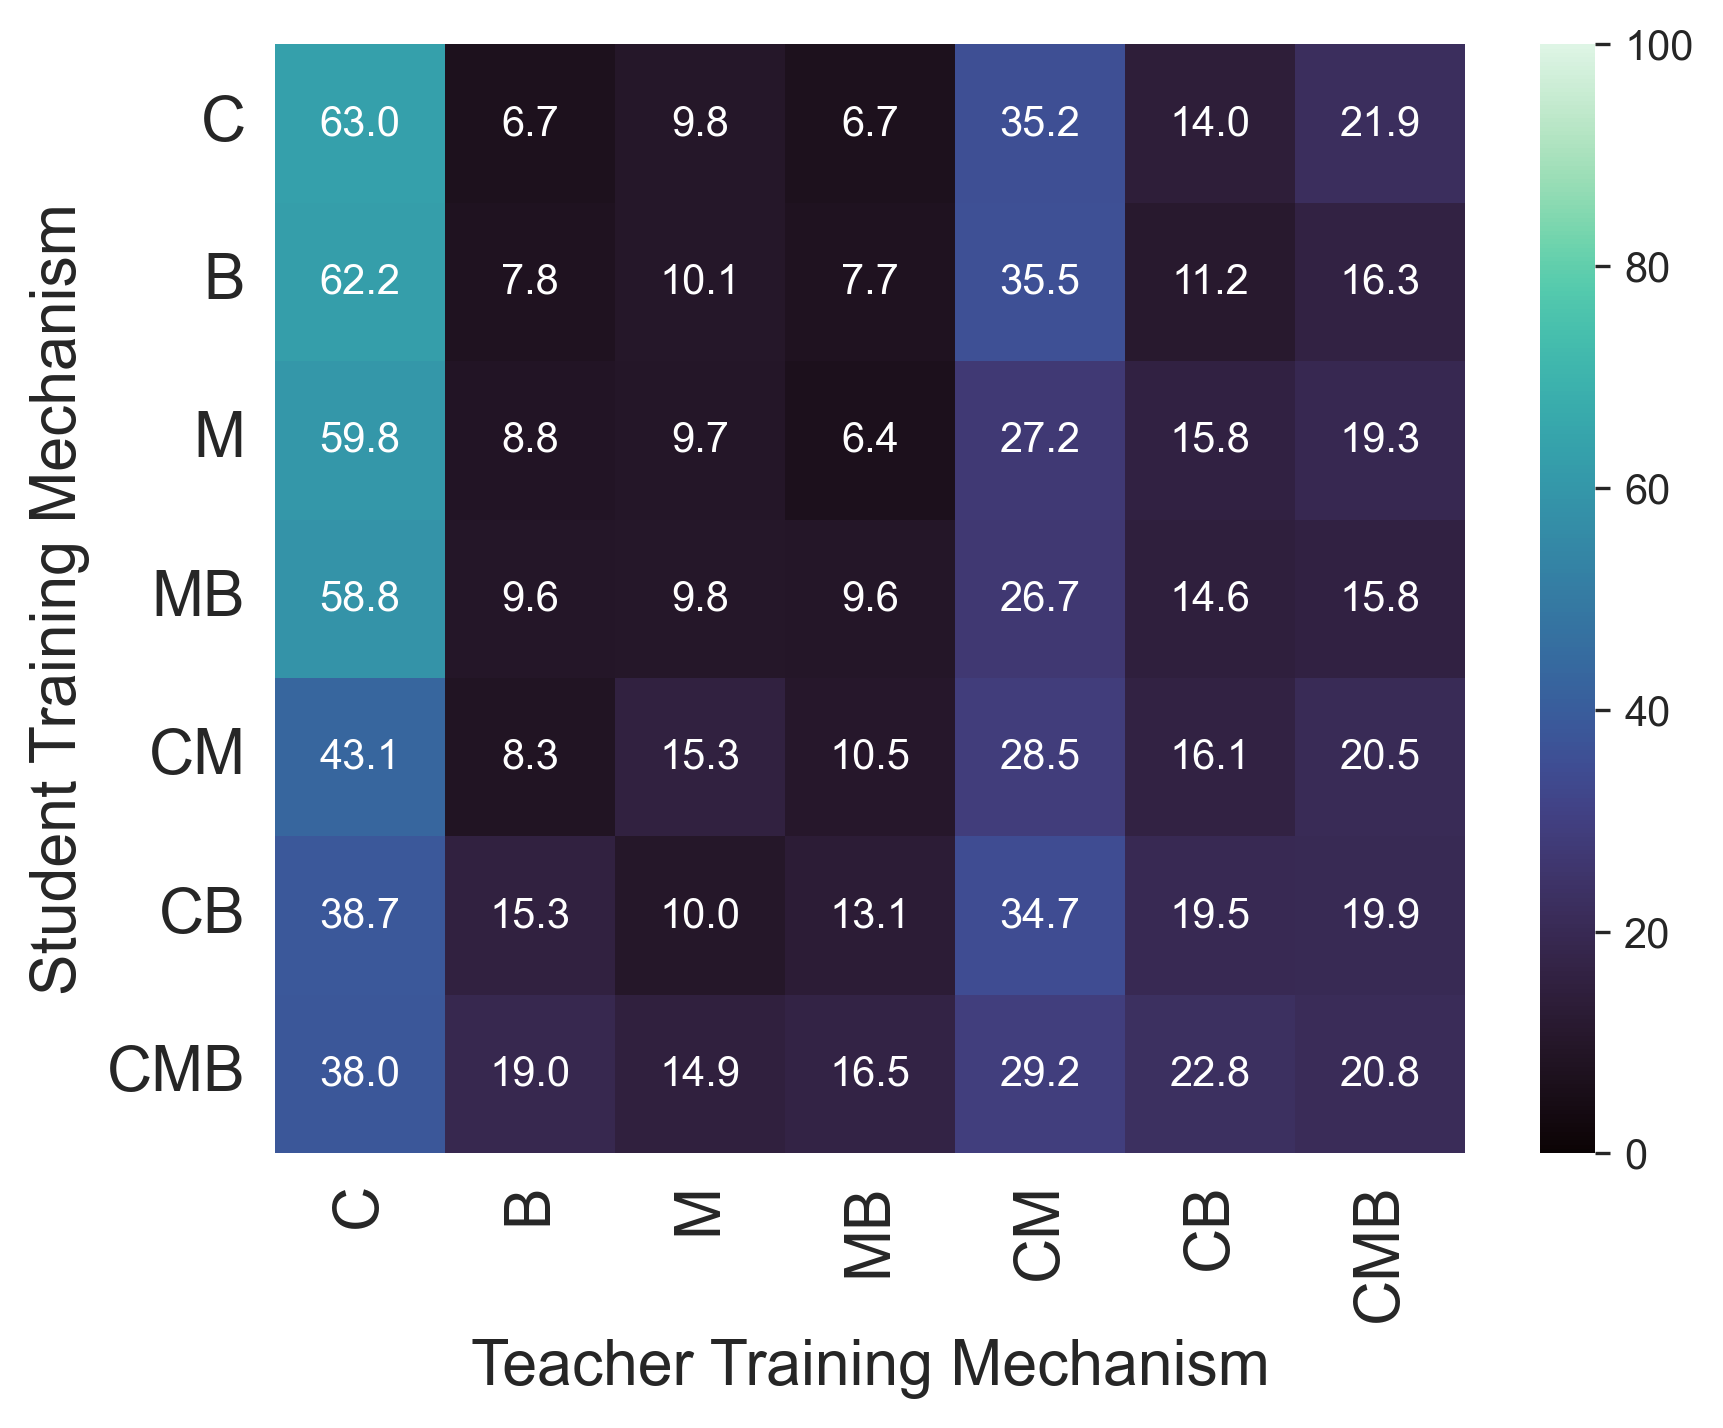 Student Training Mechanism
C 63.0 6.7 9.8 6.7 35.2 14.0 21.9
B 62.2 7.8 10.1 7.7 35.5 11.2 16.3
M 59.8 8.8 9.7 6.4 27.2 15.8 19.3
MB 58.8 9.6 9.8 9.6 26.7 14.6 15.8
CM 43.1 8.3 15.3 10.5 28.5 16.1 20.5
CB 38.7 15.3 10.0 13.1 34.7 19.5 19.9
CMB 38.0 19.0 14.9 16.5 29.2 22.8 20.8
C B M MB CM CB CMB
Teacher Training Mechanism
100
80
60
40
20
0